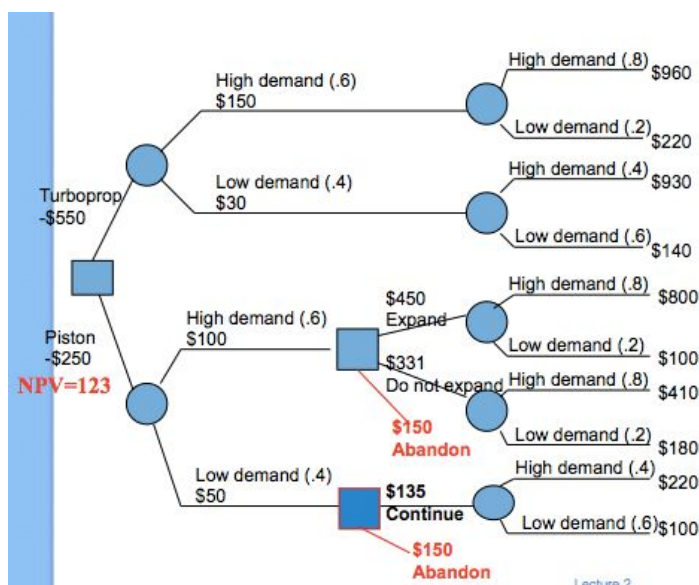 High demand (.8)
$960
High demand (.6)
$150
Low demand (.2)
$220
Turboprop
-$550
Low demand (.4)
$30
High demand (.4)
$930
Low demand (.6)
$140
Piston
-$250
NPV=123
High demand (.6)
$100
$450
Expand
High demand (.8)
$800
Low demand (.2)
$100
$331
Do not expand
High demand (.8)
$410
$150
Abandon
Low demand (.2)
$180
Low demand (.4)
$50
$135
Continue
High demand (.4)
$220
Low demand (.6)
$100
$150
Abandon
Lecture 2